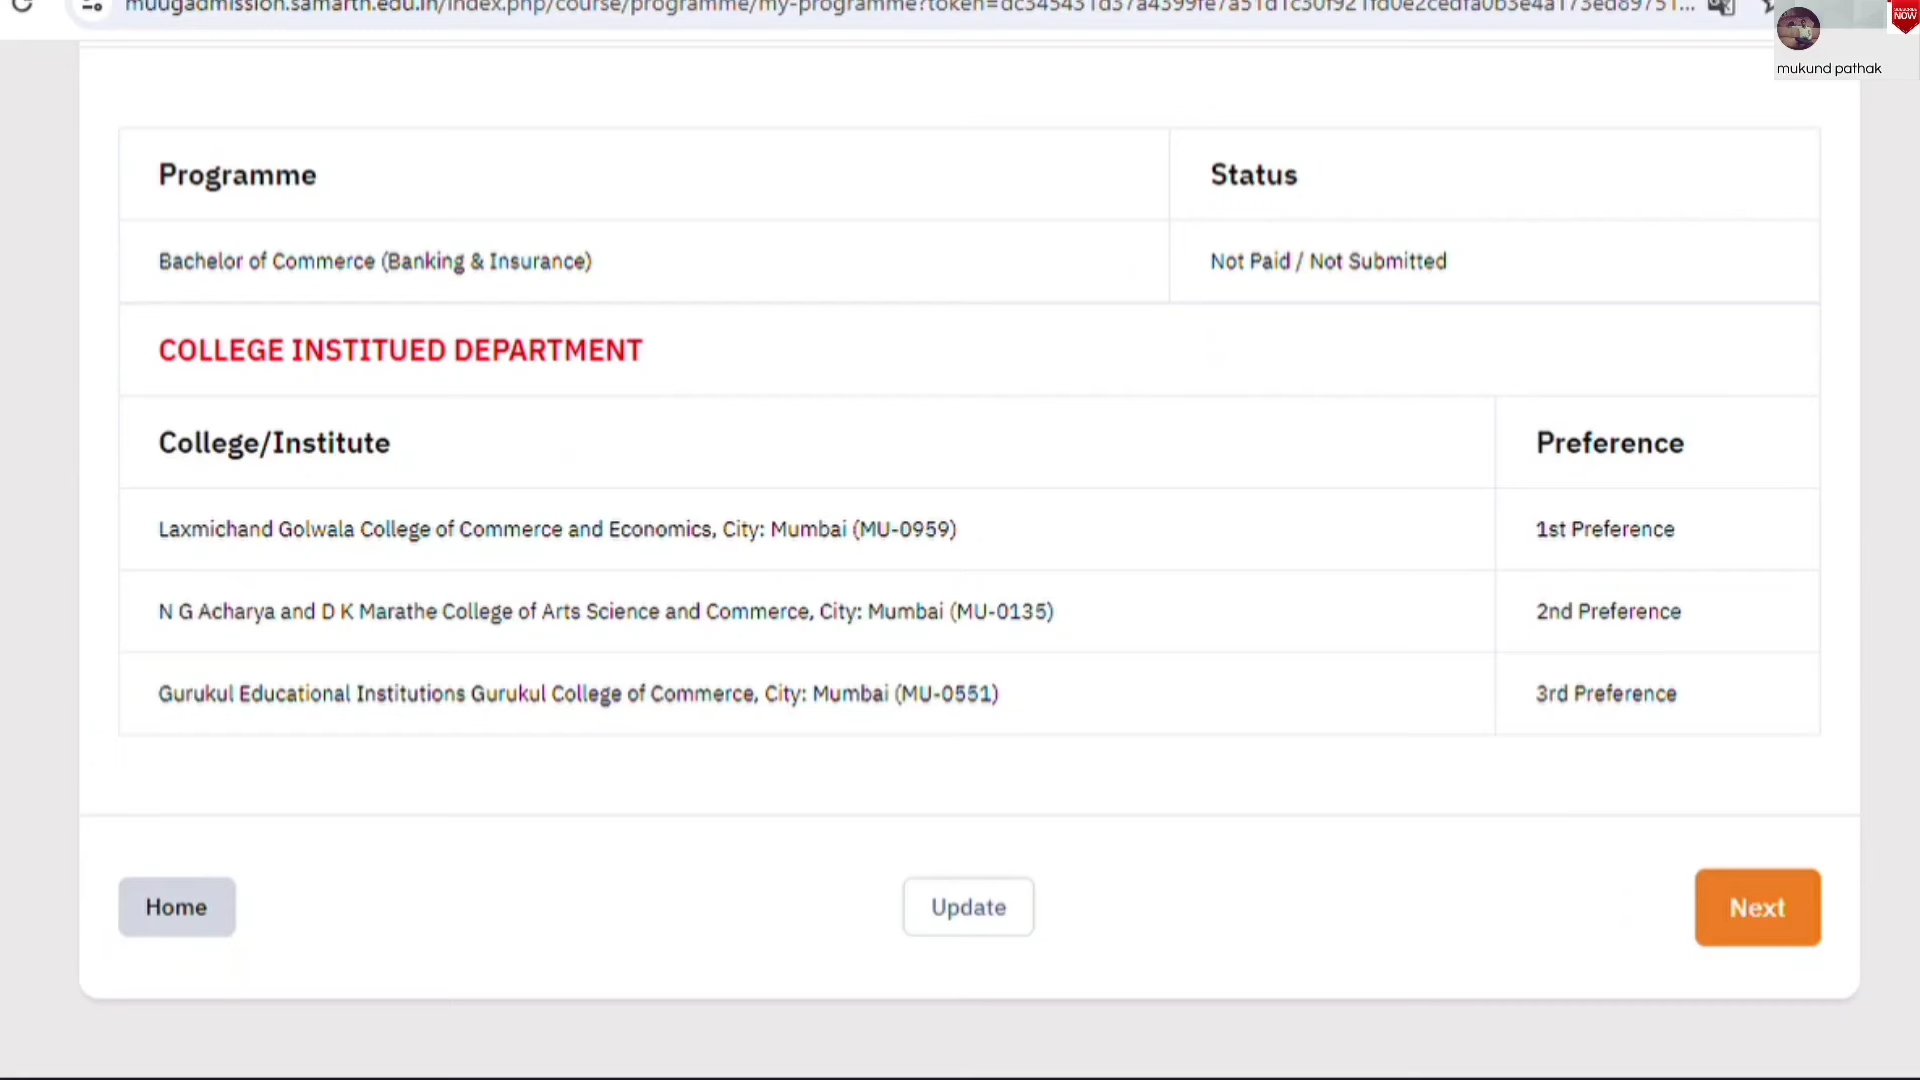 mukund pathak
NOW
Programme
Status
Bachelor of Commerce (Banking & Insurance)
Not Paid / Not Submitted
COLLEGE INSTITUED DEPARTMENT
College/Institute
Preference
Laxmichand Golwala College of Commerce and Economics, City: Mumbai (MU-0959)
1st Preference
N G Acharya and D K Marathe College of Arts Science and Commerce, City: Mumbai (MU-0135)
2nd Preference
Gurukul Educational Institutions Gurukul College of Commerce, City: Mumbai (MU-0551)
3rd Preference
Home
Update
Next